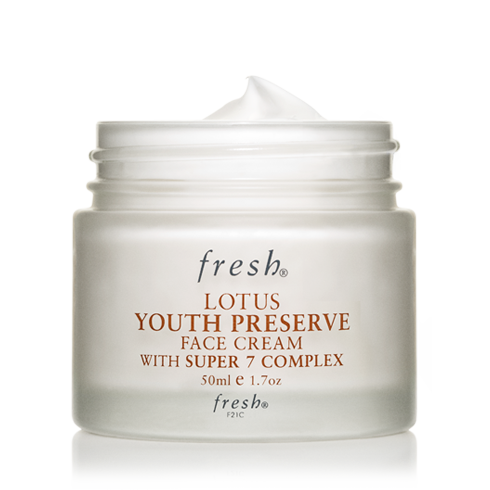 fresh®
LOTUS
YOUTH PRESERVE
FACE CREAM
WITH SUPER 7 COMPLEX
50ml e 1.7oz
fresh®
F21C